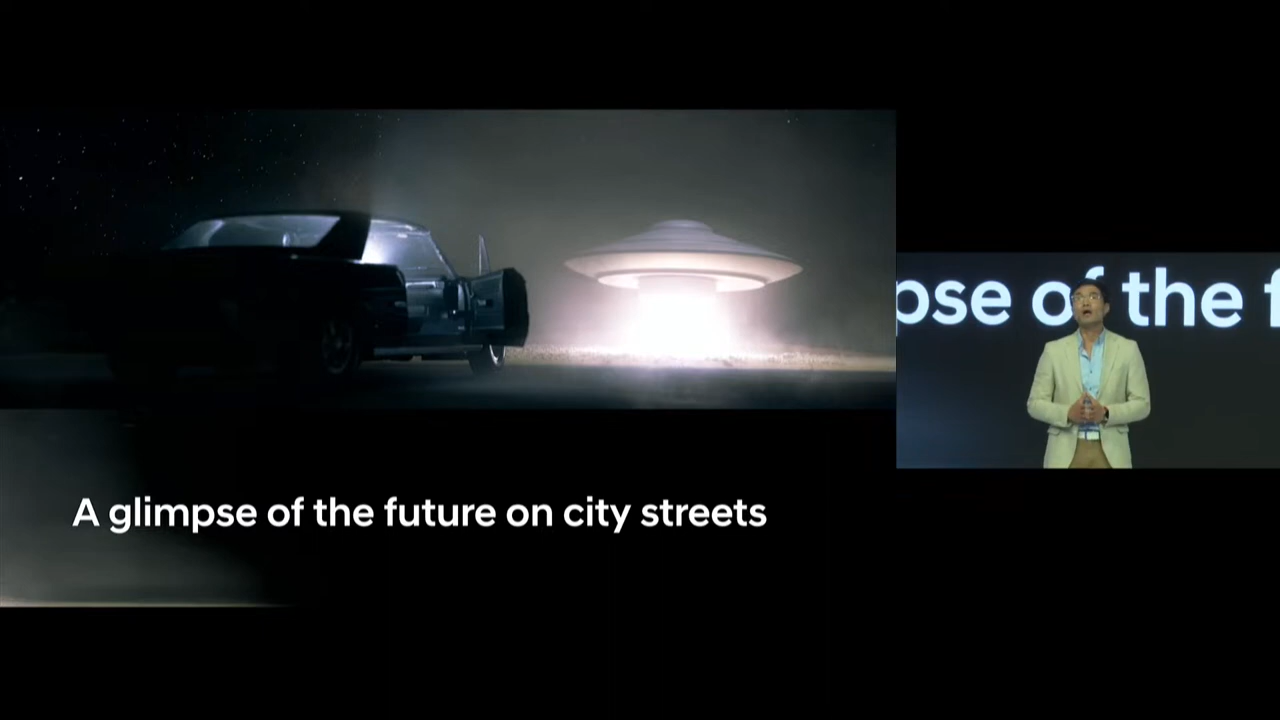 A glimpse of the future on city streets
pse of the f